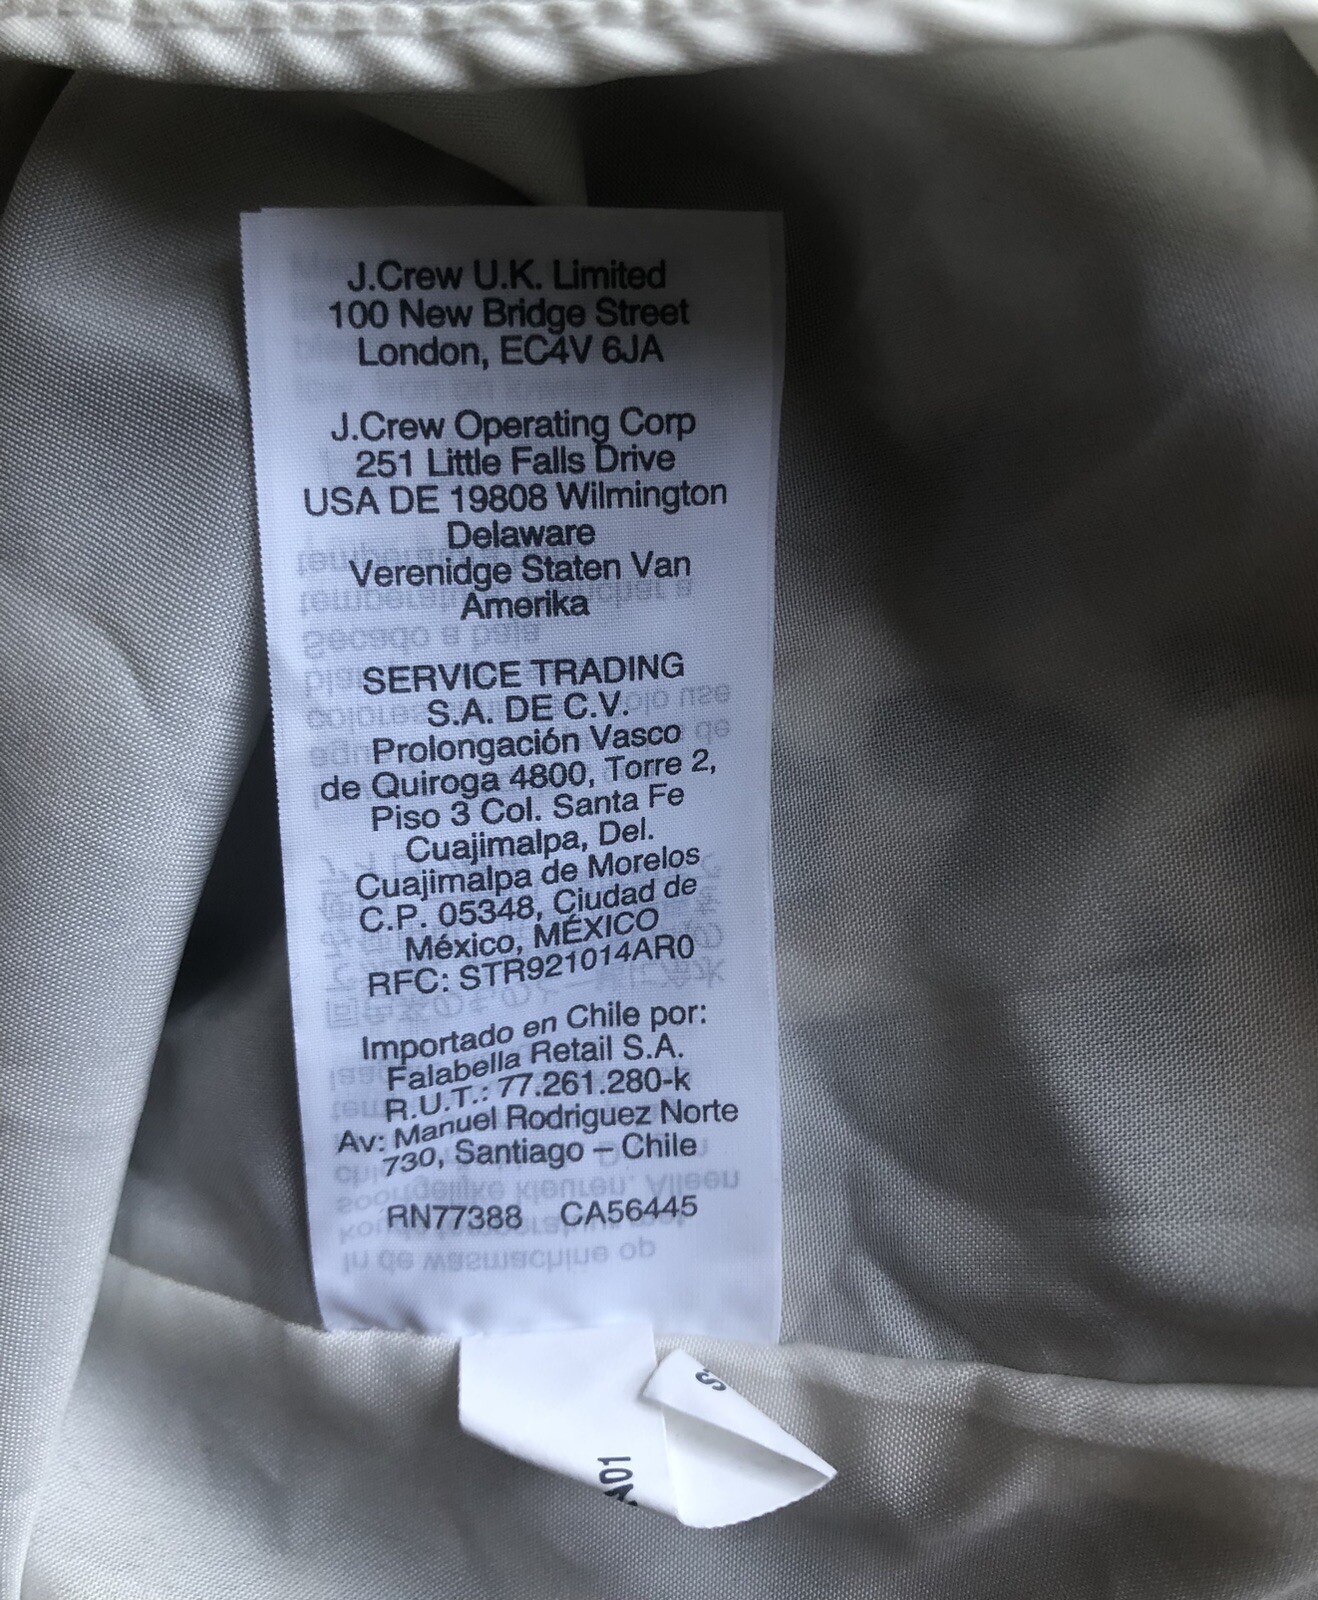 J.Crew U.K. Limited
100 New Bridge Street
London, EC4V 6JA
J.Crew Operating Corp
251 Little Falls Drive
USA DE 19808 Wilmington
Delaware
Verenidge Staten Van
Amerika
SERVICE TRADING
S.A. DE C.V.
Prolongación Vasco
de Quiroga 4800, Torre 2,
Piso 3 Col. Santa Fe
Cuajimalpa, Del.
Cuajimalpa de Morelos
C.P. 05348, Ciudad de
México, MÉXICO
RFC: STR921014AR0
Importado en Chile por:
Falabella Retail S.A.
R.U.T.: 77.261.280-k
Av: Manuel Rodriguez Norte
730, Santiago – Chile
RN77388 CA56445